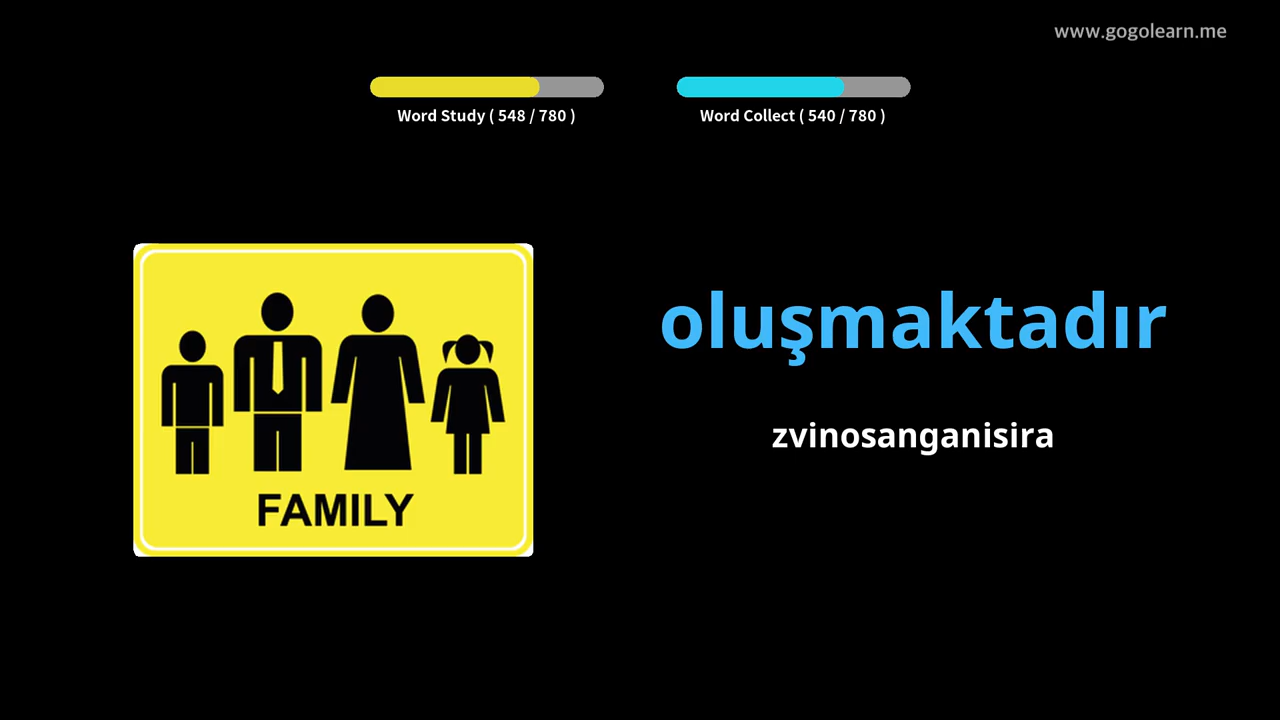 www.gogolearn.me
Word Study ( 548 / 780 )
Word Collect ( 540 / 780 )
oluşmaktadır
zvinosanganisira
FAMILY